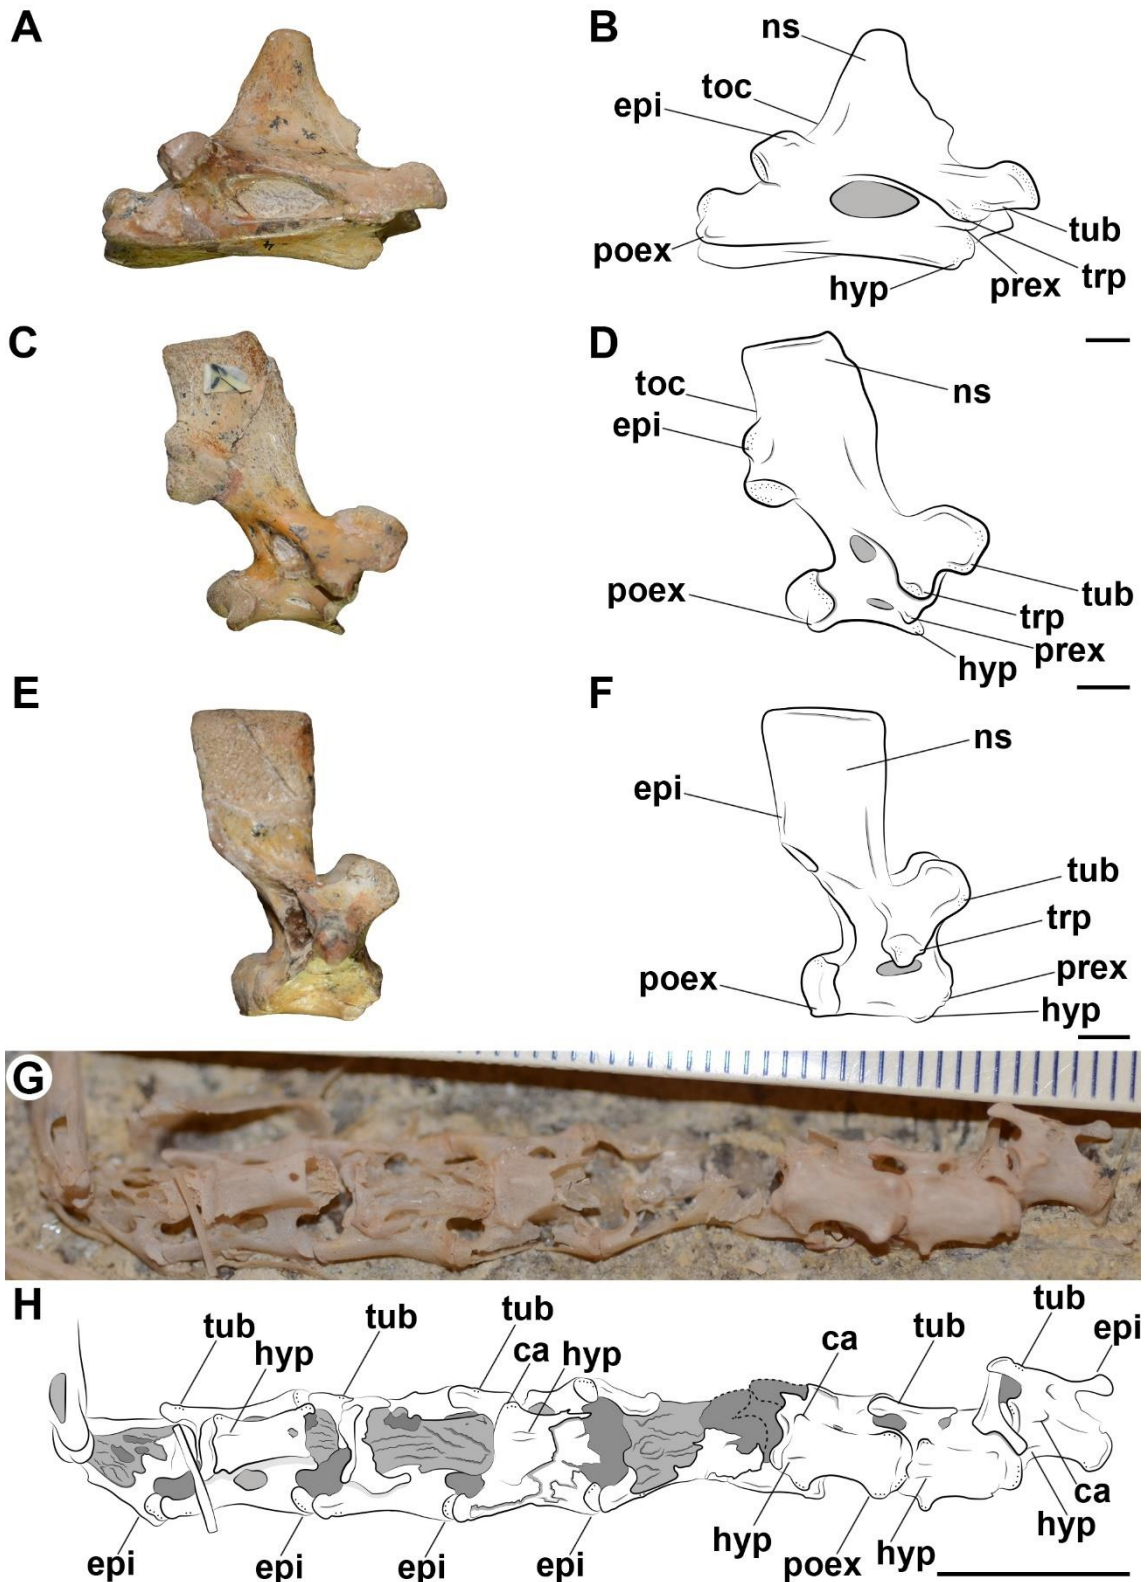 A
B
ns
toc
epi
poex
hyp
prex
trp
tub
C
D
toc
epi
ns
poex
tub
trp
prex
hyp
E
F
ns
epi
tub
trp
poex
prex
hyp
G
H
tub
hyp
tub
tub
ca
hyp
ca
tub
tub
epi
epi
epi
epi
epi
hyp
poex
hyp
hyp
ca